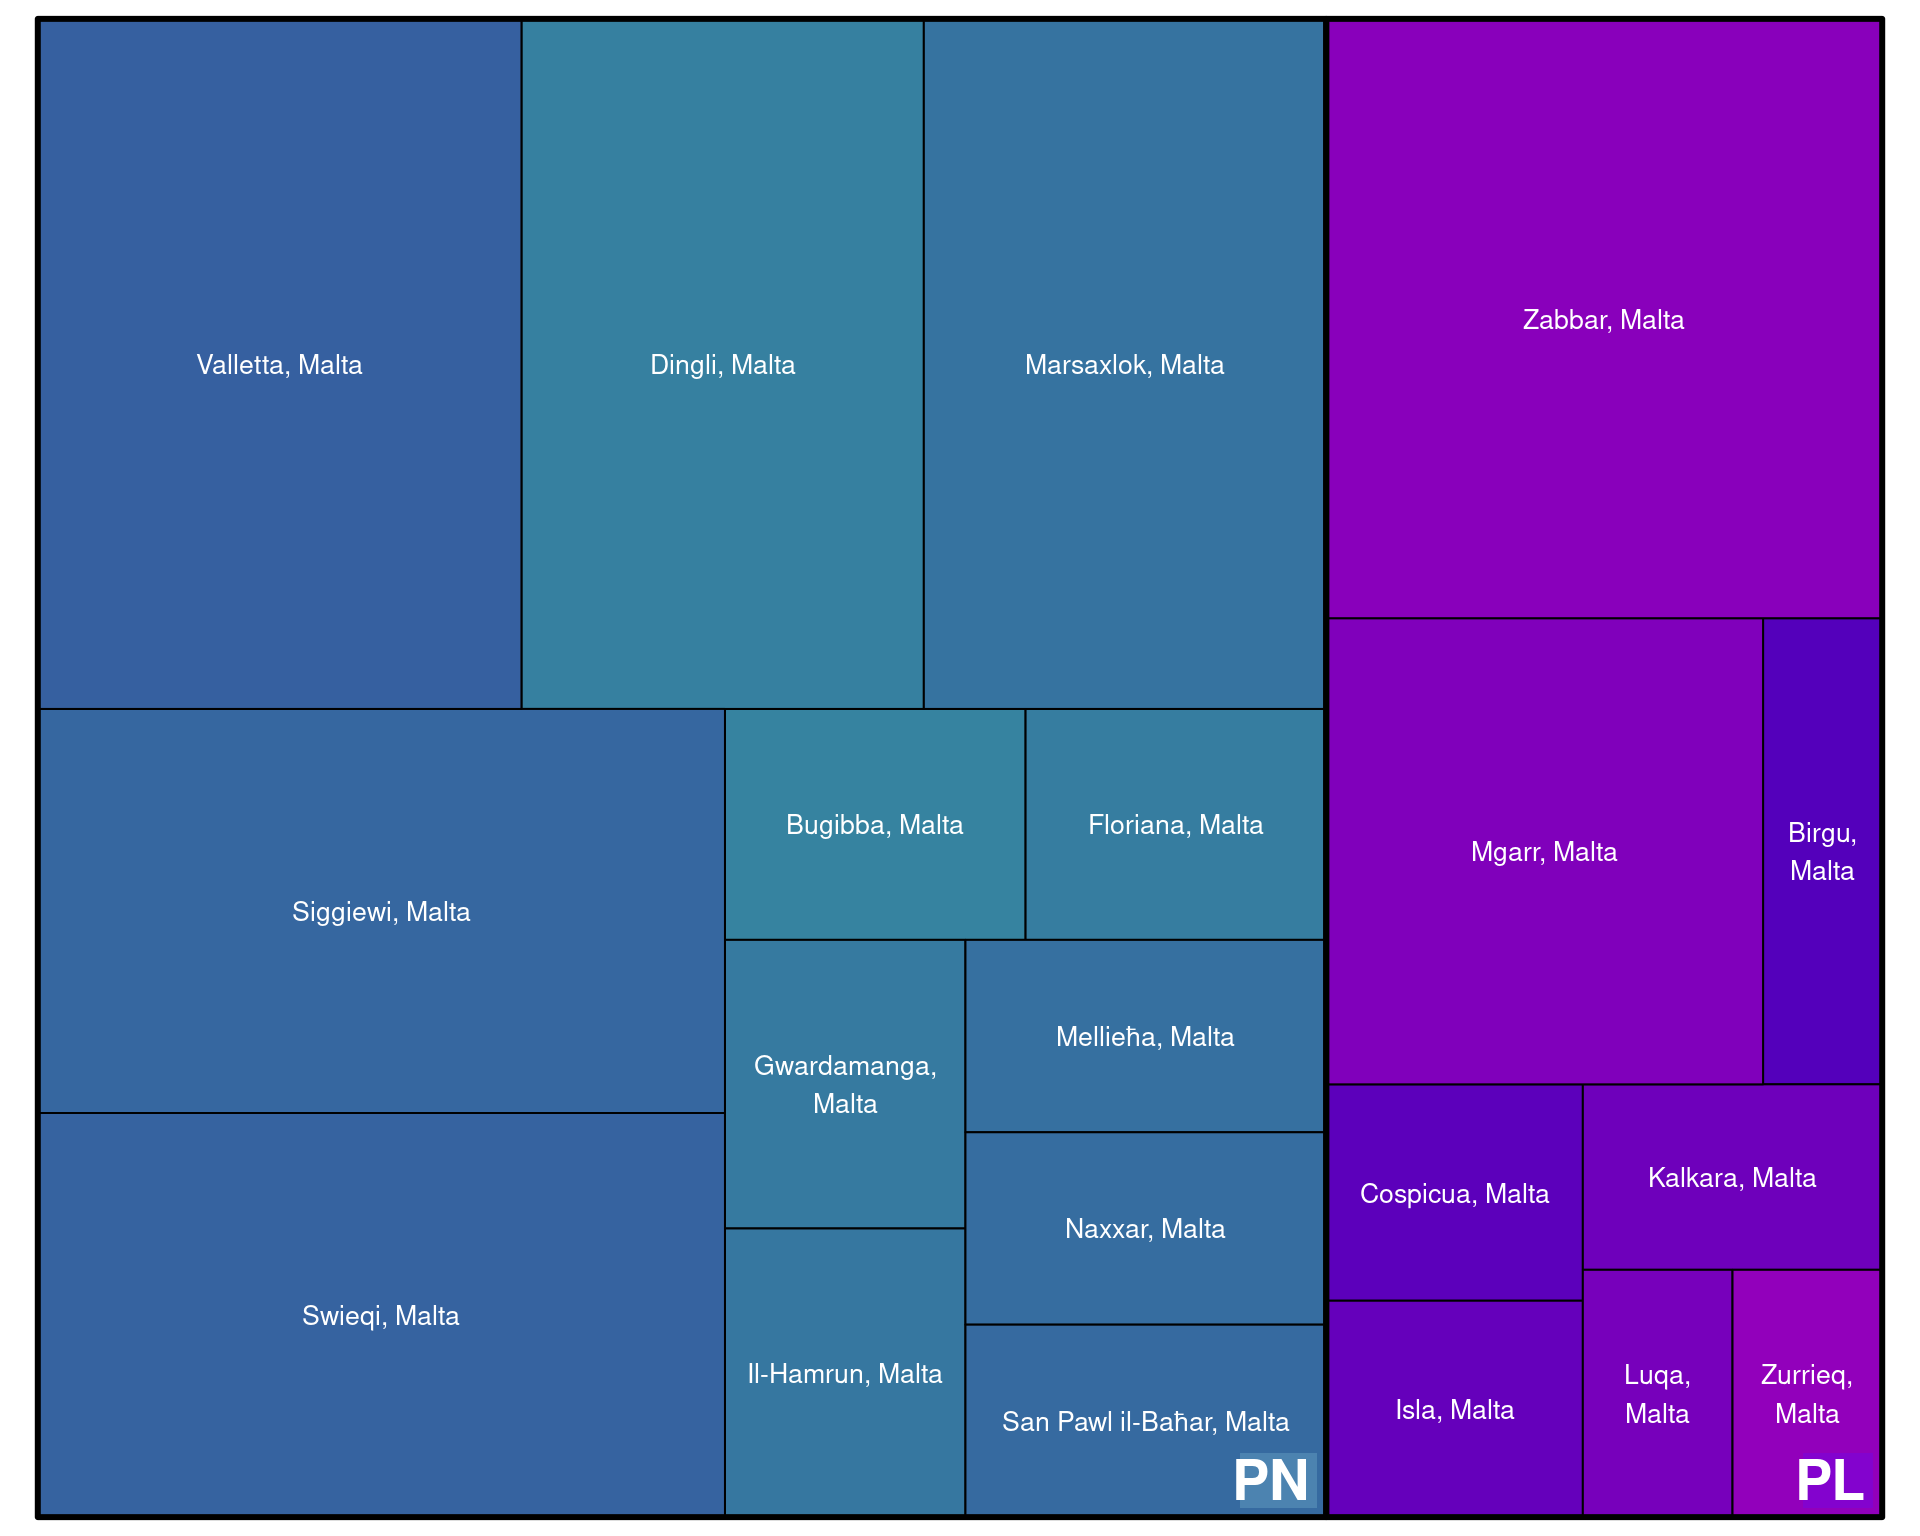 Valletta, Malta
Dingli, Malta
Marsaxlok, Malta
Zabbar, Malta
Siggiewi, Malta
Bugibba, Malta
Floriana, Malta
Mgarr, Malta
Birgu,
Malta
Gwardamanga,
Malta
Mellieħa, Malta
Naxxar, Malta
Cospicua, Malta
Kalkara, Malta
Swieqi, Malta
Il-Hamrun, Malta
San Pawl il-Baħar, Malta
Isla, Malta
Luqa,
Malta
Zurrieq,
Malta
PN
PL